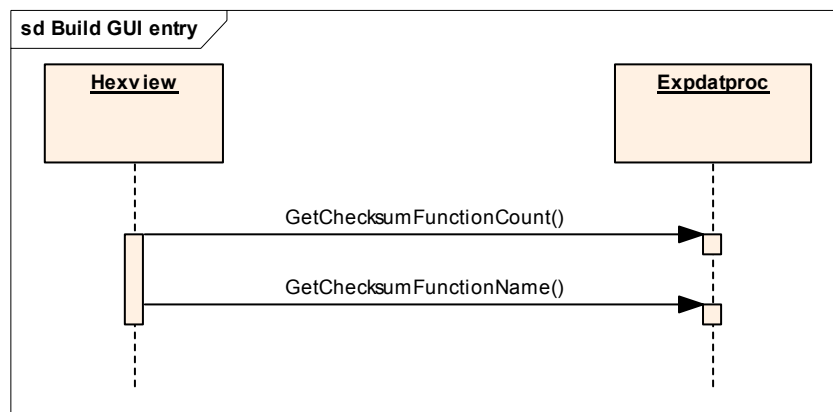 sd Build GUI entry
Hexview
Expdatproc
GetChecksumFunctionCount()
GetChecksumFunctionName()